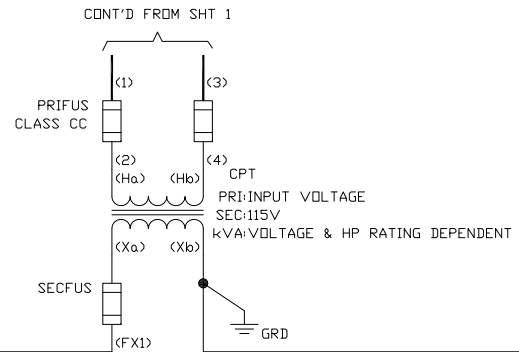 CONT'D FROM SHT 1
(1) (3)
PRIFUS
CLASS CC
(2) (4)
(Ha) (Hb) CPT
PRI:INPUT VOLTAGE
SEC:115V
kVA:VOLTAGE & HP RATING DEPENDENT
(Xa) (Xb)
SECFUS
GRD
(FX1)